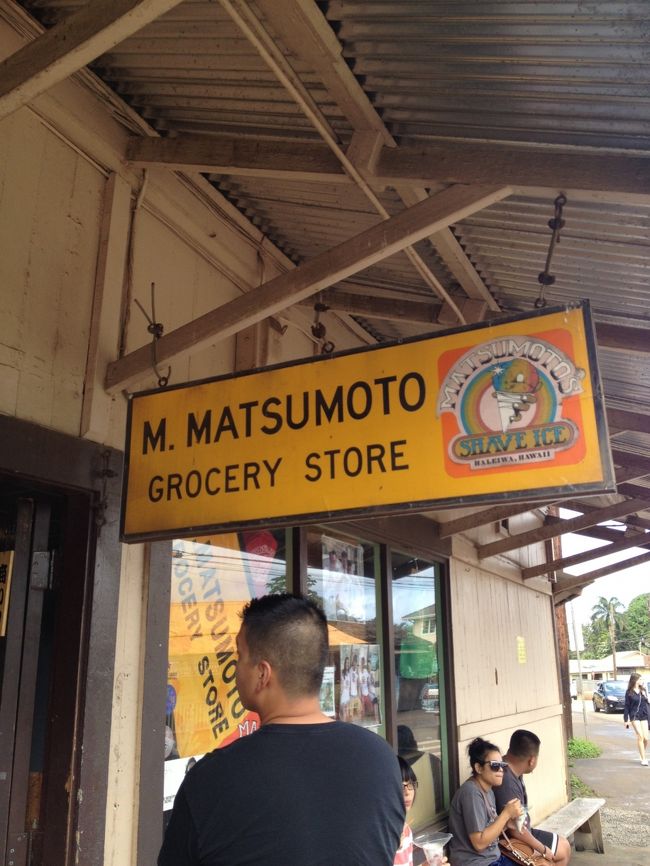 M. MATSUMOTO
GROCERY STORE
MATSUMOTO'S
SHAVE ICE
HALEIWA, HAWAII
MATSUMOTO
GROCERY STORE